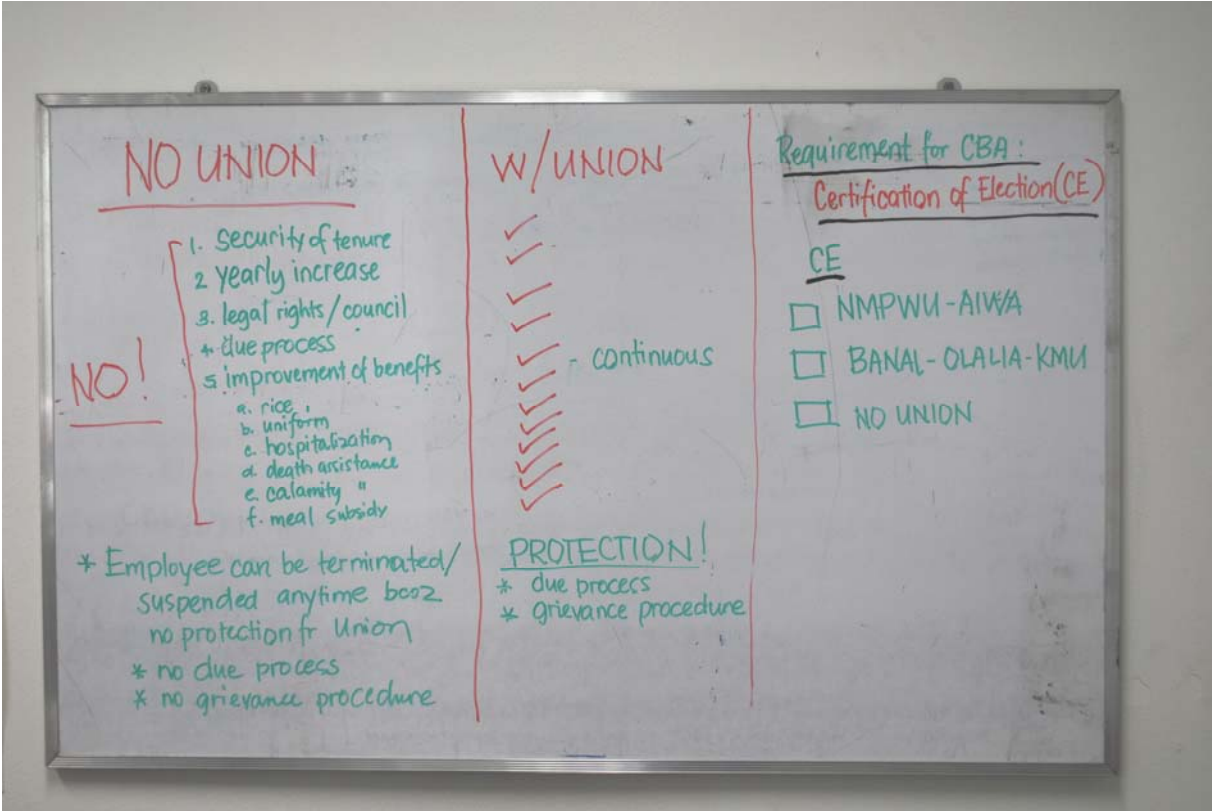 NO UNION
NO!
1. Security of tenure
2 yearly increase
3. legal rights/council
4. due process
5 improvement of benefits
a. rice
b. uniform
c. hospitalization
d. death assistance
e. calamity "
f. meal subsidy
* Employee can be terminated/
suspended anytime bcoz
no protection fr Union
* no due process
* no grievance procedure
W/UNION
- continuous
PROTECTION!
* due process
* grievance procedure
Requirement for CBA:
Certification of Election(CE)
CE
NMPWU-AIWA
BANAL-OLALIA-KMU
NO UNION